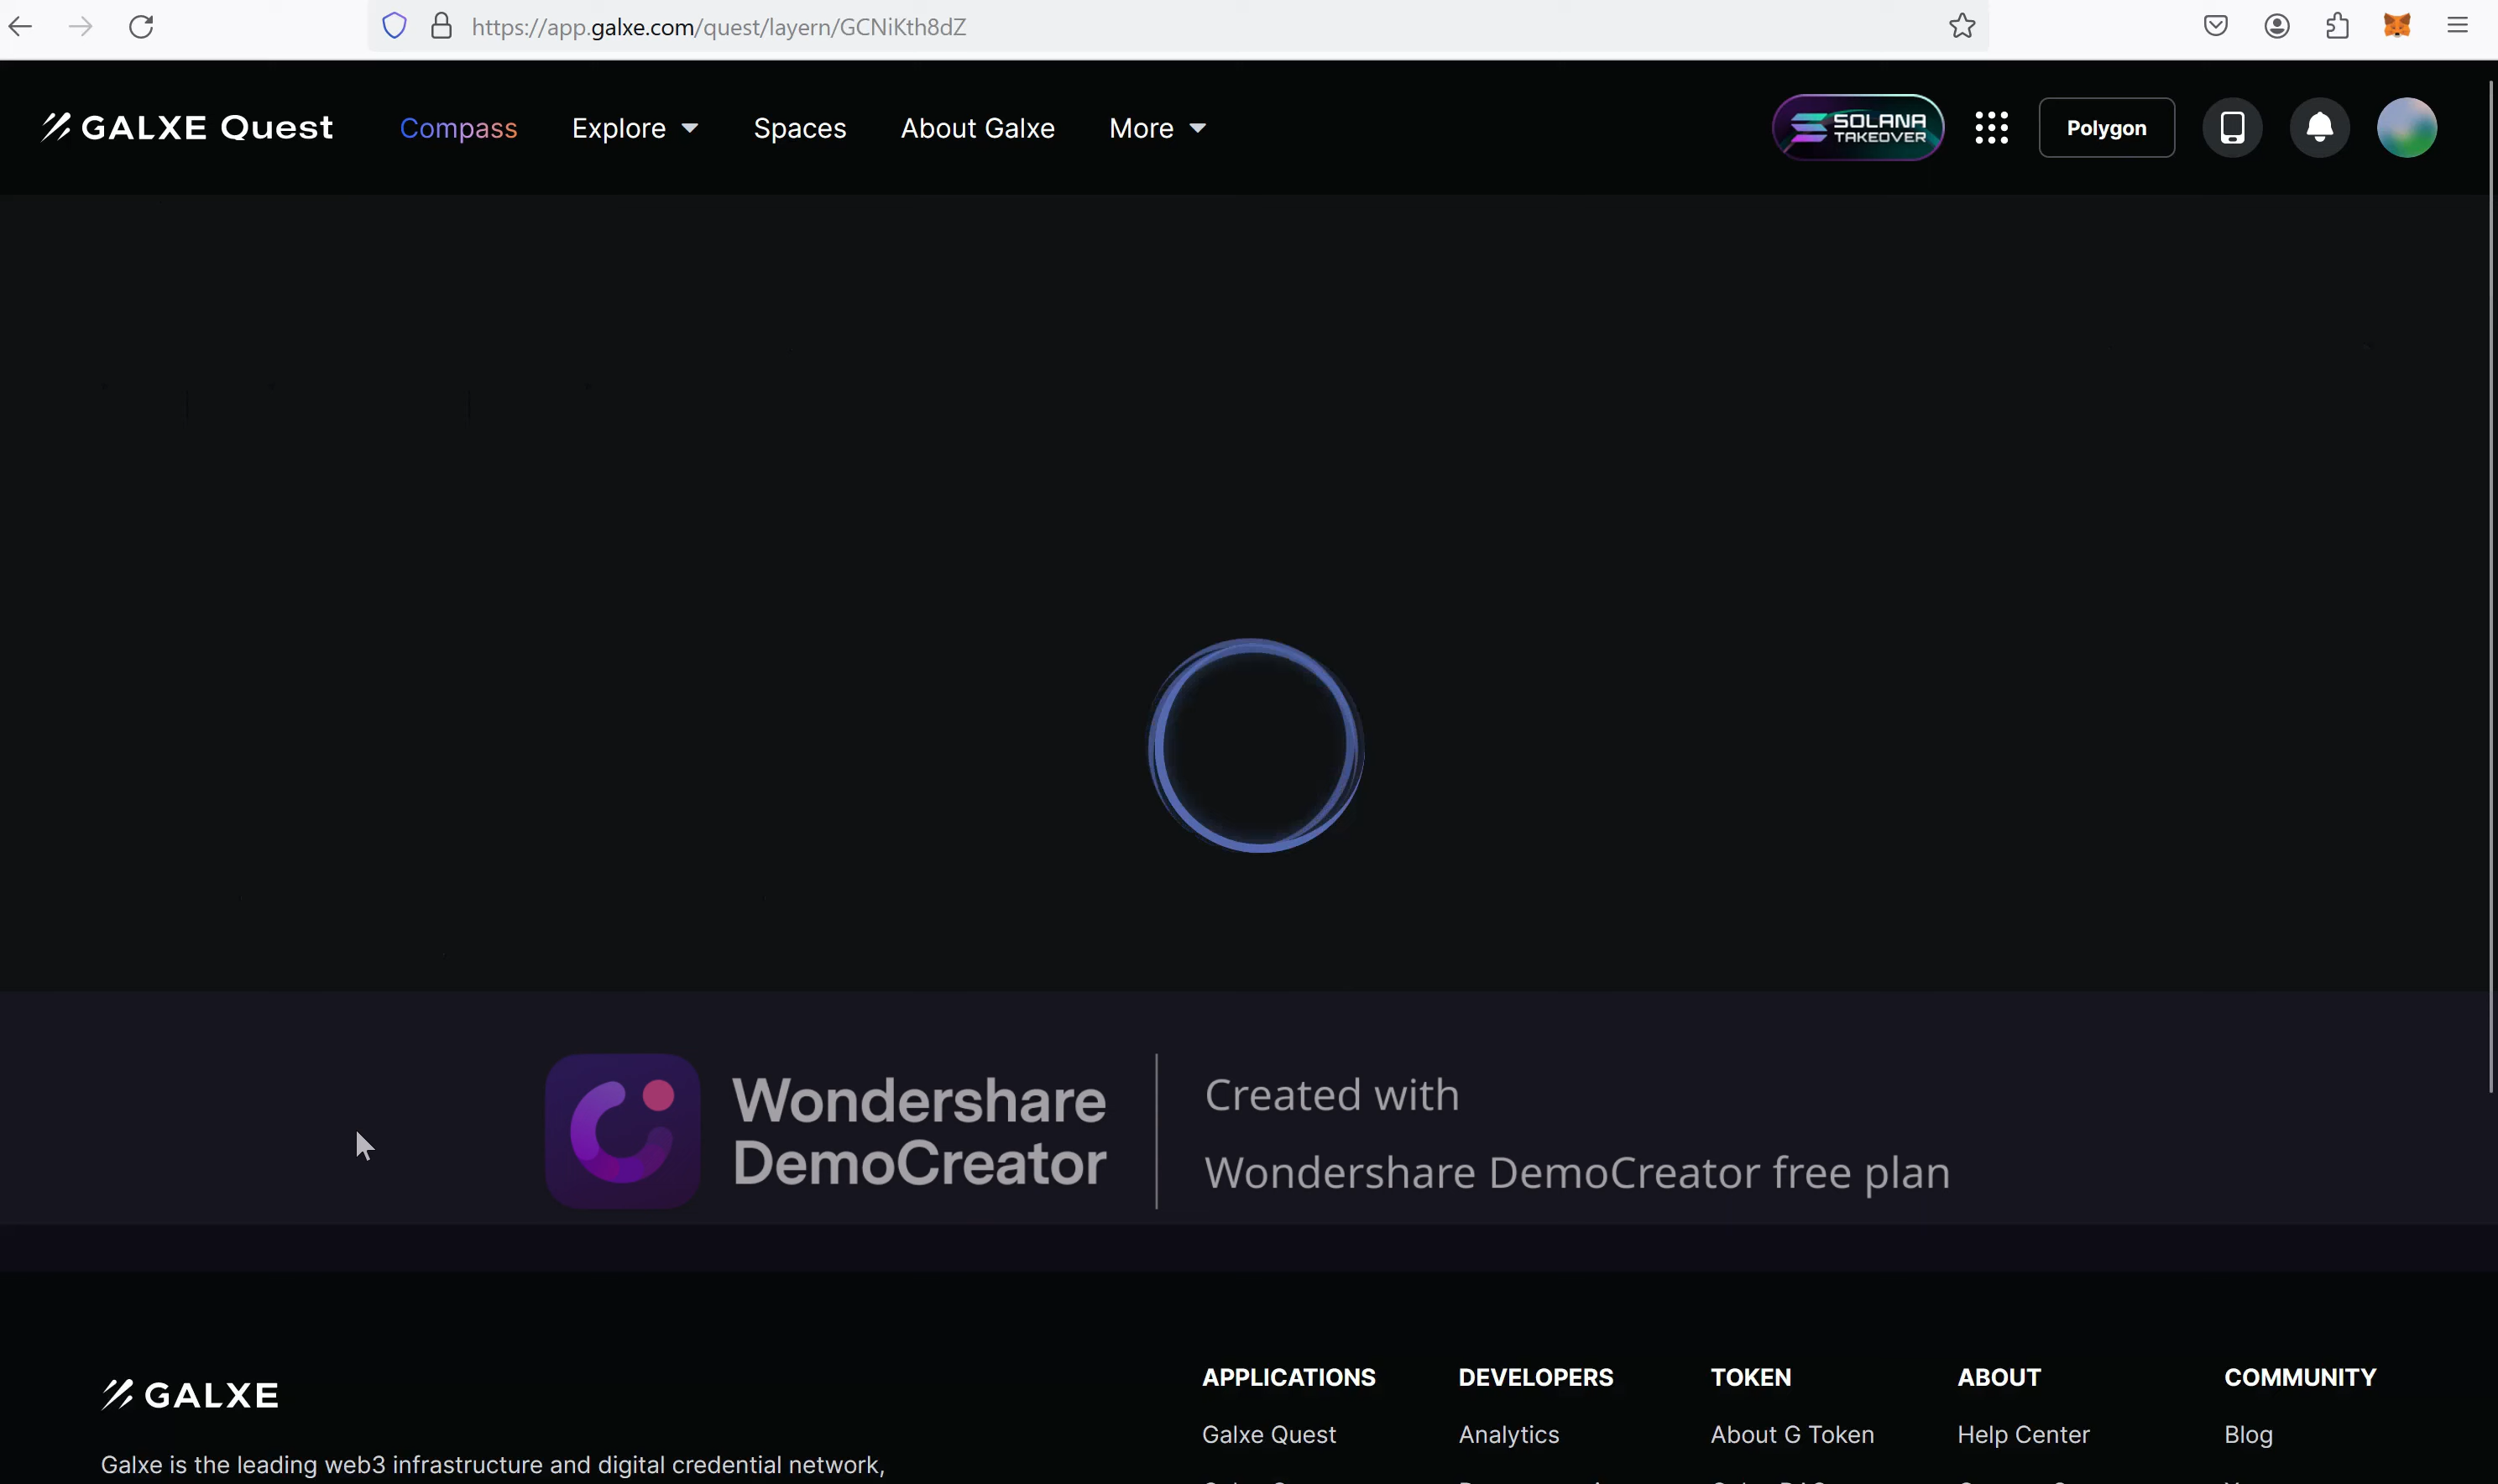 https://app.galxe.com/quest/layern/GCNiKth8dZ
GALXE Quest Compass Explore Spaces About Galxe More SOLANA TAKEOVER Polygon
Wondershare DemoCreator
Created with
Wondershare DemoCreator free plan
GALXE
APPLICATIONS DEVELOPERS TOKEN ABOUT COMMUNITY
Galxe Quest Analytics About G Token Help Center Blog
Galxe is the leading web3 infrastructure and digital credential network,